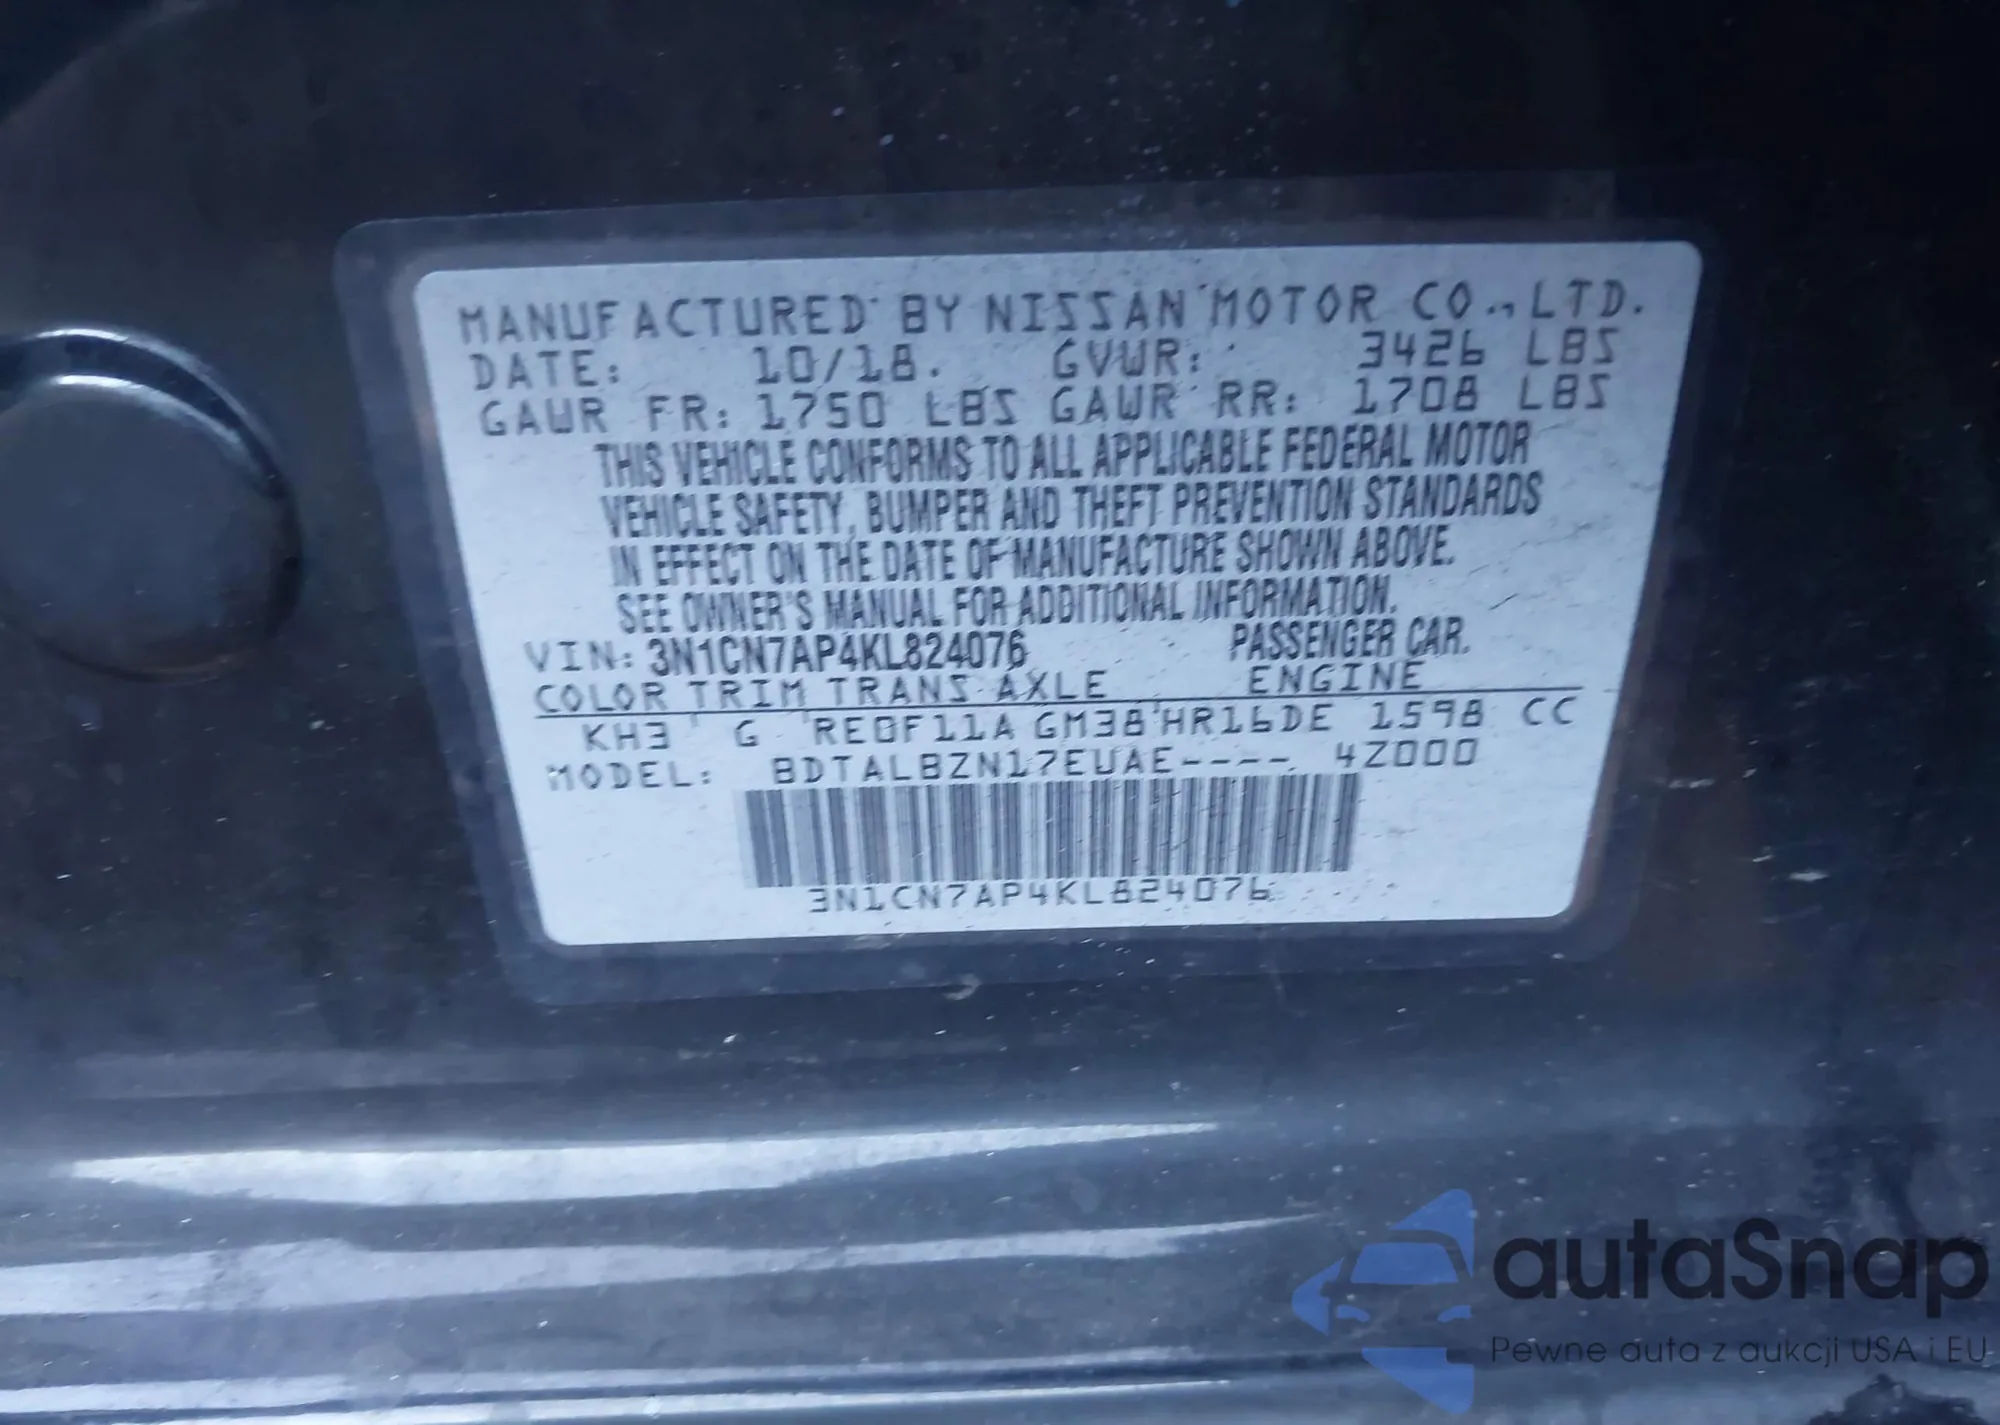 MANUFACTURED BY NISSAN MOTOR CO., LTD.
DATE: 10/18. GVWR: 3426 LBS
GAWR FR: 1750 LBS GAWR RR: 1708 LBS
THIS VEHICLE CONFORMS TO ALL APPLICABLE FEDERAL MOTOR
VEHICLE SAFETY, BUMPER AND THEFT PREVENTION STANDARDS
IN EFFECT ON THE DATE OF MANUFACTURE SHOWN ABOVE.
SEE OWNER'S MANUAL FOR ADDITIONAL INFORMATION.
VIN: 3N1CN7AP4KL824076 PASSENGER CAR.
COLOR TRIM TRANS AXLE ENGINE
KH3 G RE0F11A GM38 HR16DE 1598 CC
MODEL: BDTALBZN17EUAE---- 4Z000
3N1CN7AP4KL824076
autaSnap
Pewne auta z aukcji USA i EU